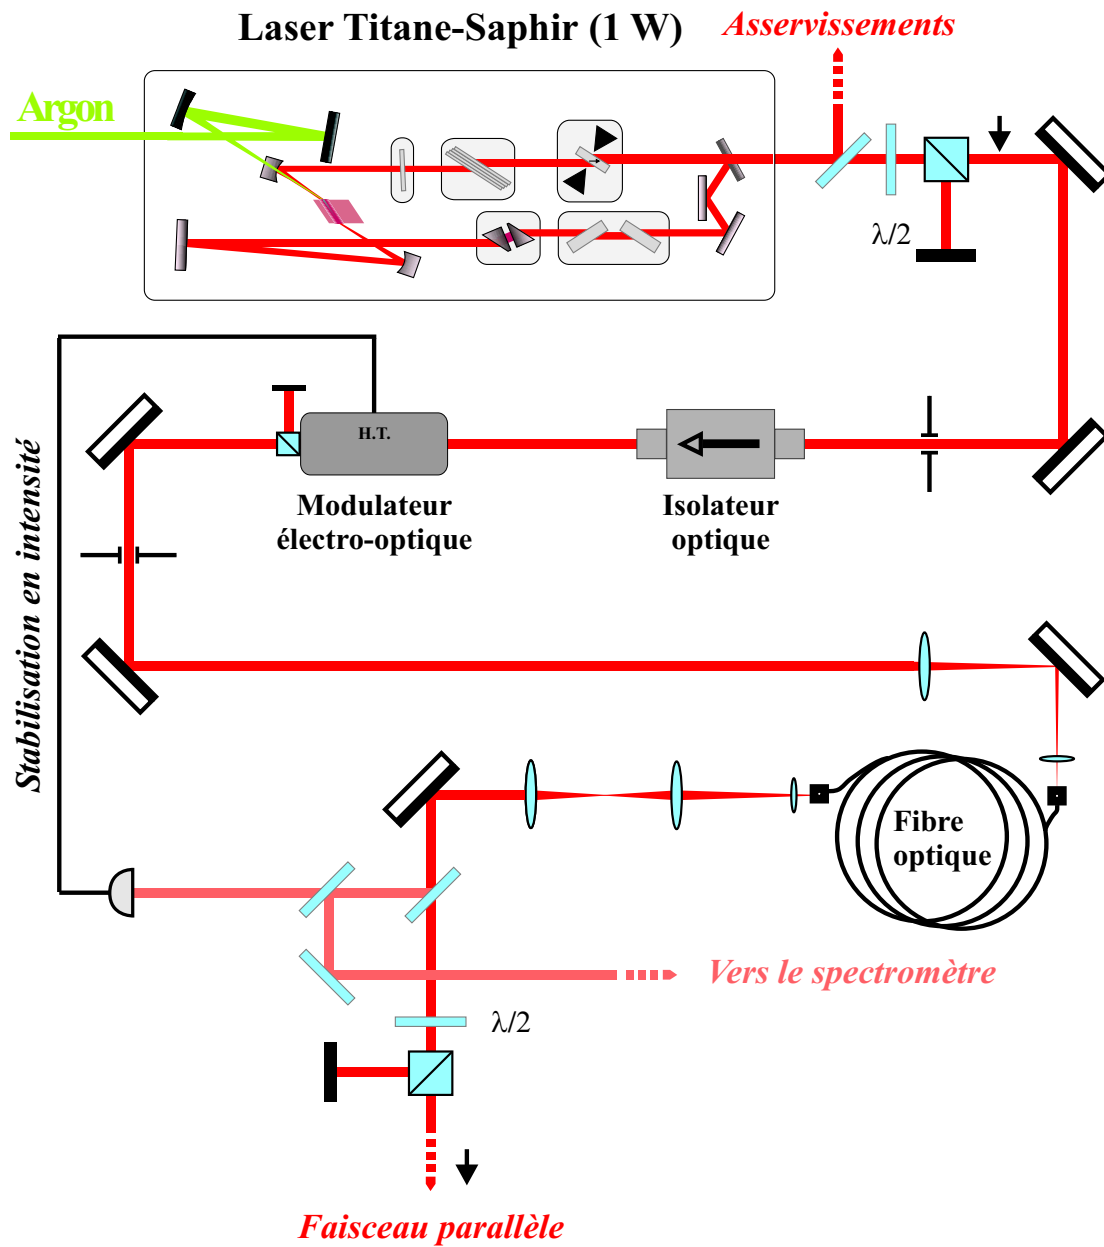 Laser Titane-Saphir (1 W)
Asservissements
Argon
λ/2
H.T.
Modulateur
électro-optique
Isolateur
optique
Stabilisation en intensité
Fibre
optique
Vers le spectromètre
λ/2
Faisceau parallèle